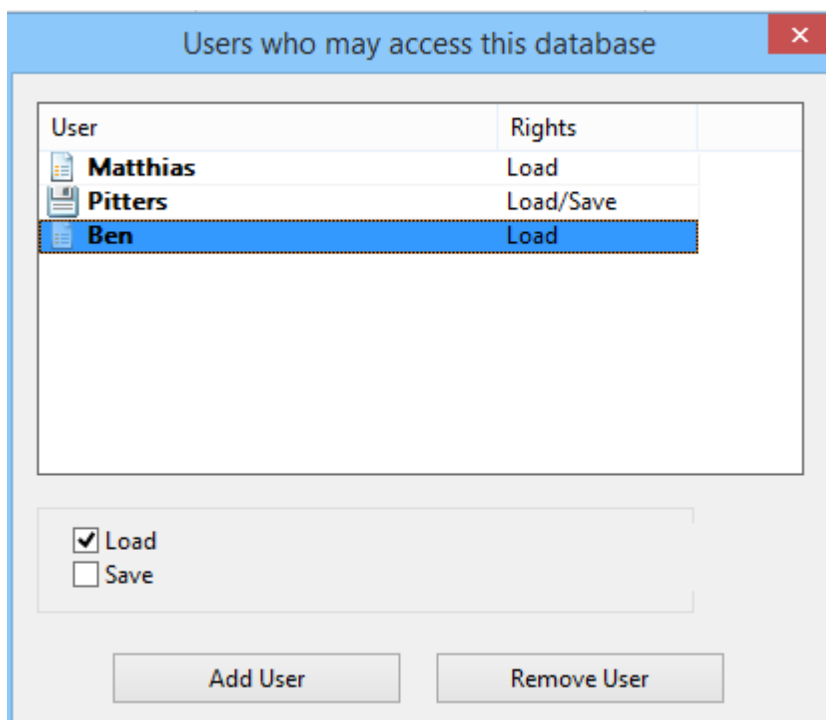 Users who may access this database
User Rights
Matthias Load
Pitters Load/Save
Ben Load
Load
Save
Add User Remove User